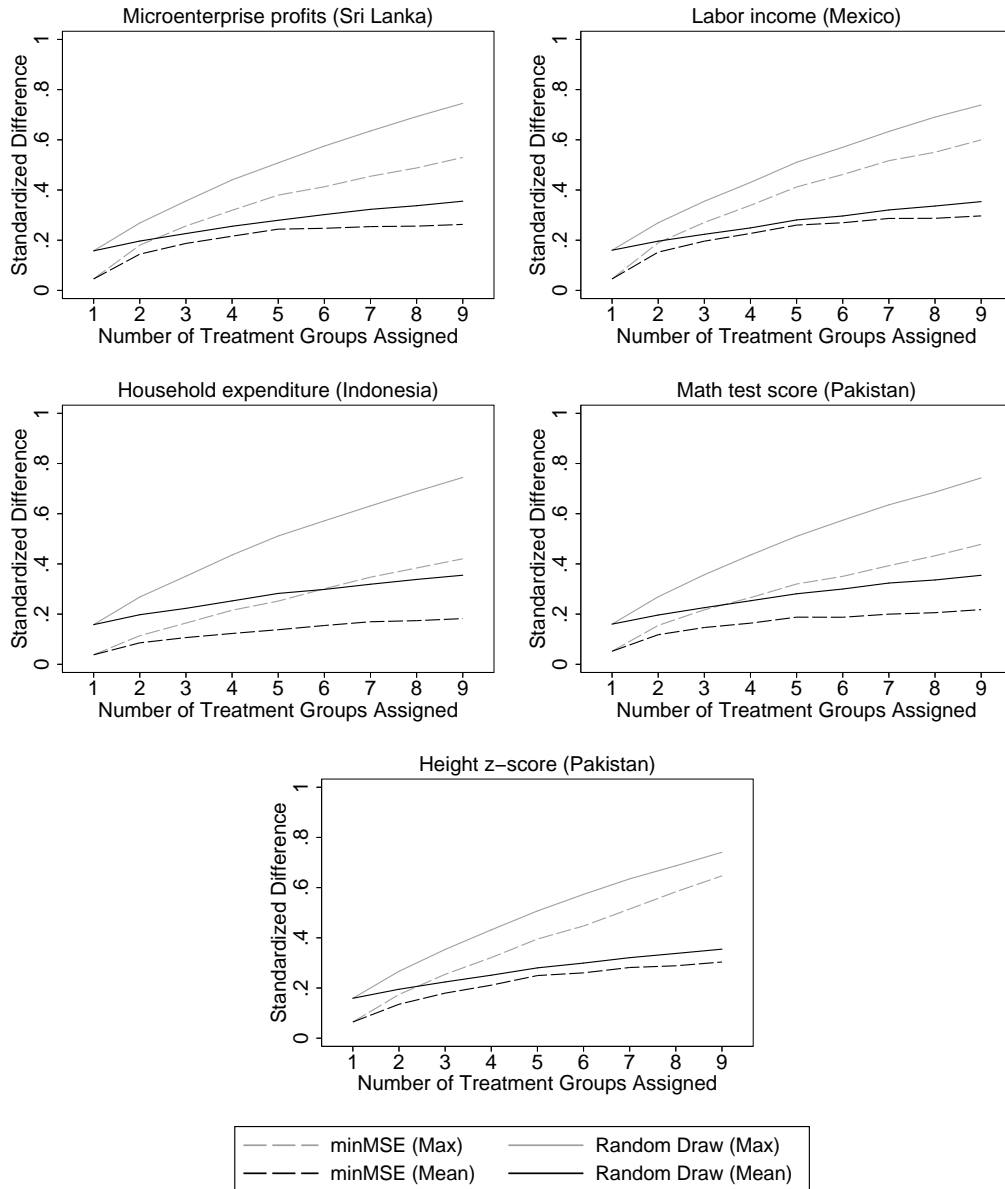 Microenterprise profits (Sri Lanka)
Standardized Difference
0 .2 .4 .6 .8 1
1 2 3 4 5 6 7 8 9
Number of Treatment Groups Assigned
Labor income (Mexico)
Standardized Difference
0 .2 .4 .6 .8 1
1 2 3 4 5 6 7 8 9
Number of Treatment Groups Assigned
Household expenditure (Indonesia)
Standardized Difference
0 .2 .4 .6 .8 1
1 2 3 4 5 6 7 8 9
Number of Treatment Groups Assigned
Math test score (Pakistan)
Standardized Difference
0 .2 .4 .6 .8 1
1 2 3 4 5 6 7 8 9
Number of Treatment Groups Assigned
Height z−score (Pakistan)
Standardized Difference
0 .2 .4 .6 .8 1
1 2 3 4 5 6 7 8 9
Number of Treatment Groups Assigned
minMSE (Max) Random Draw (Max)
minMSE (Mean) Random Draw (Mean)